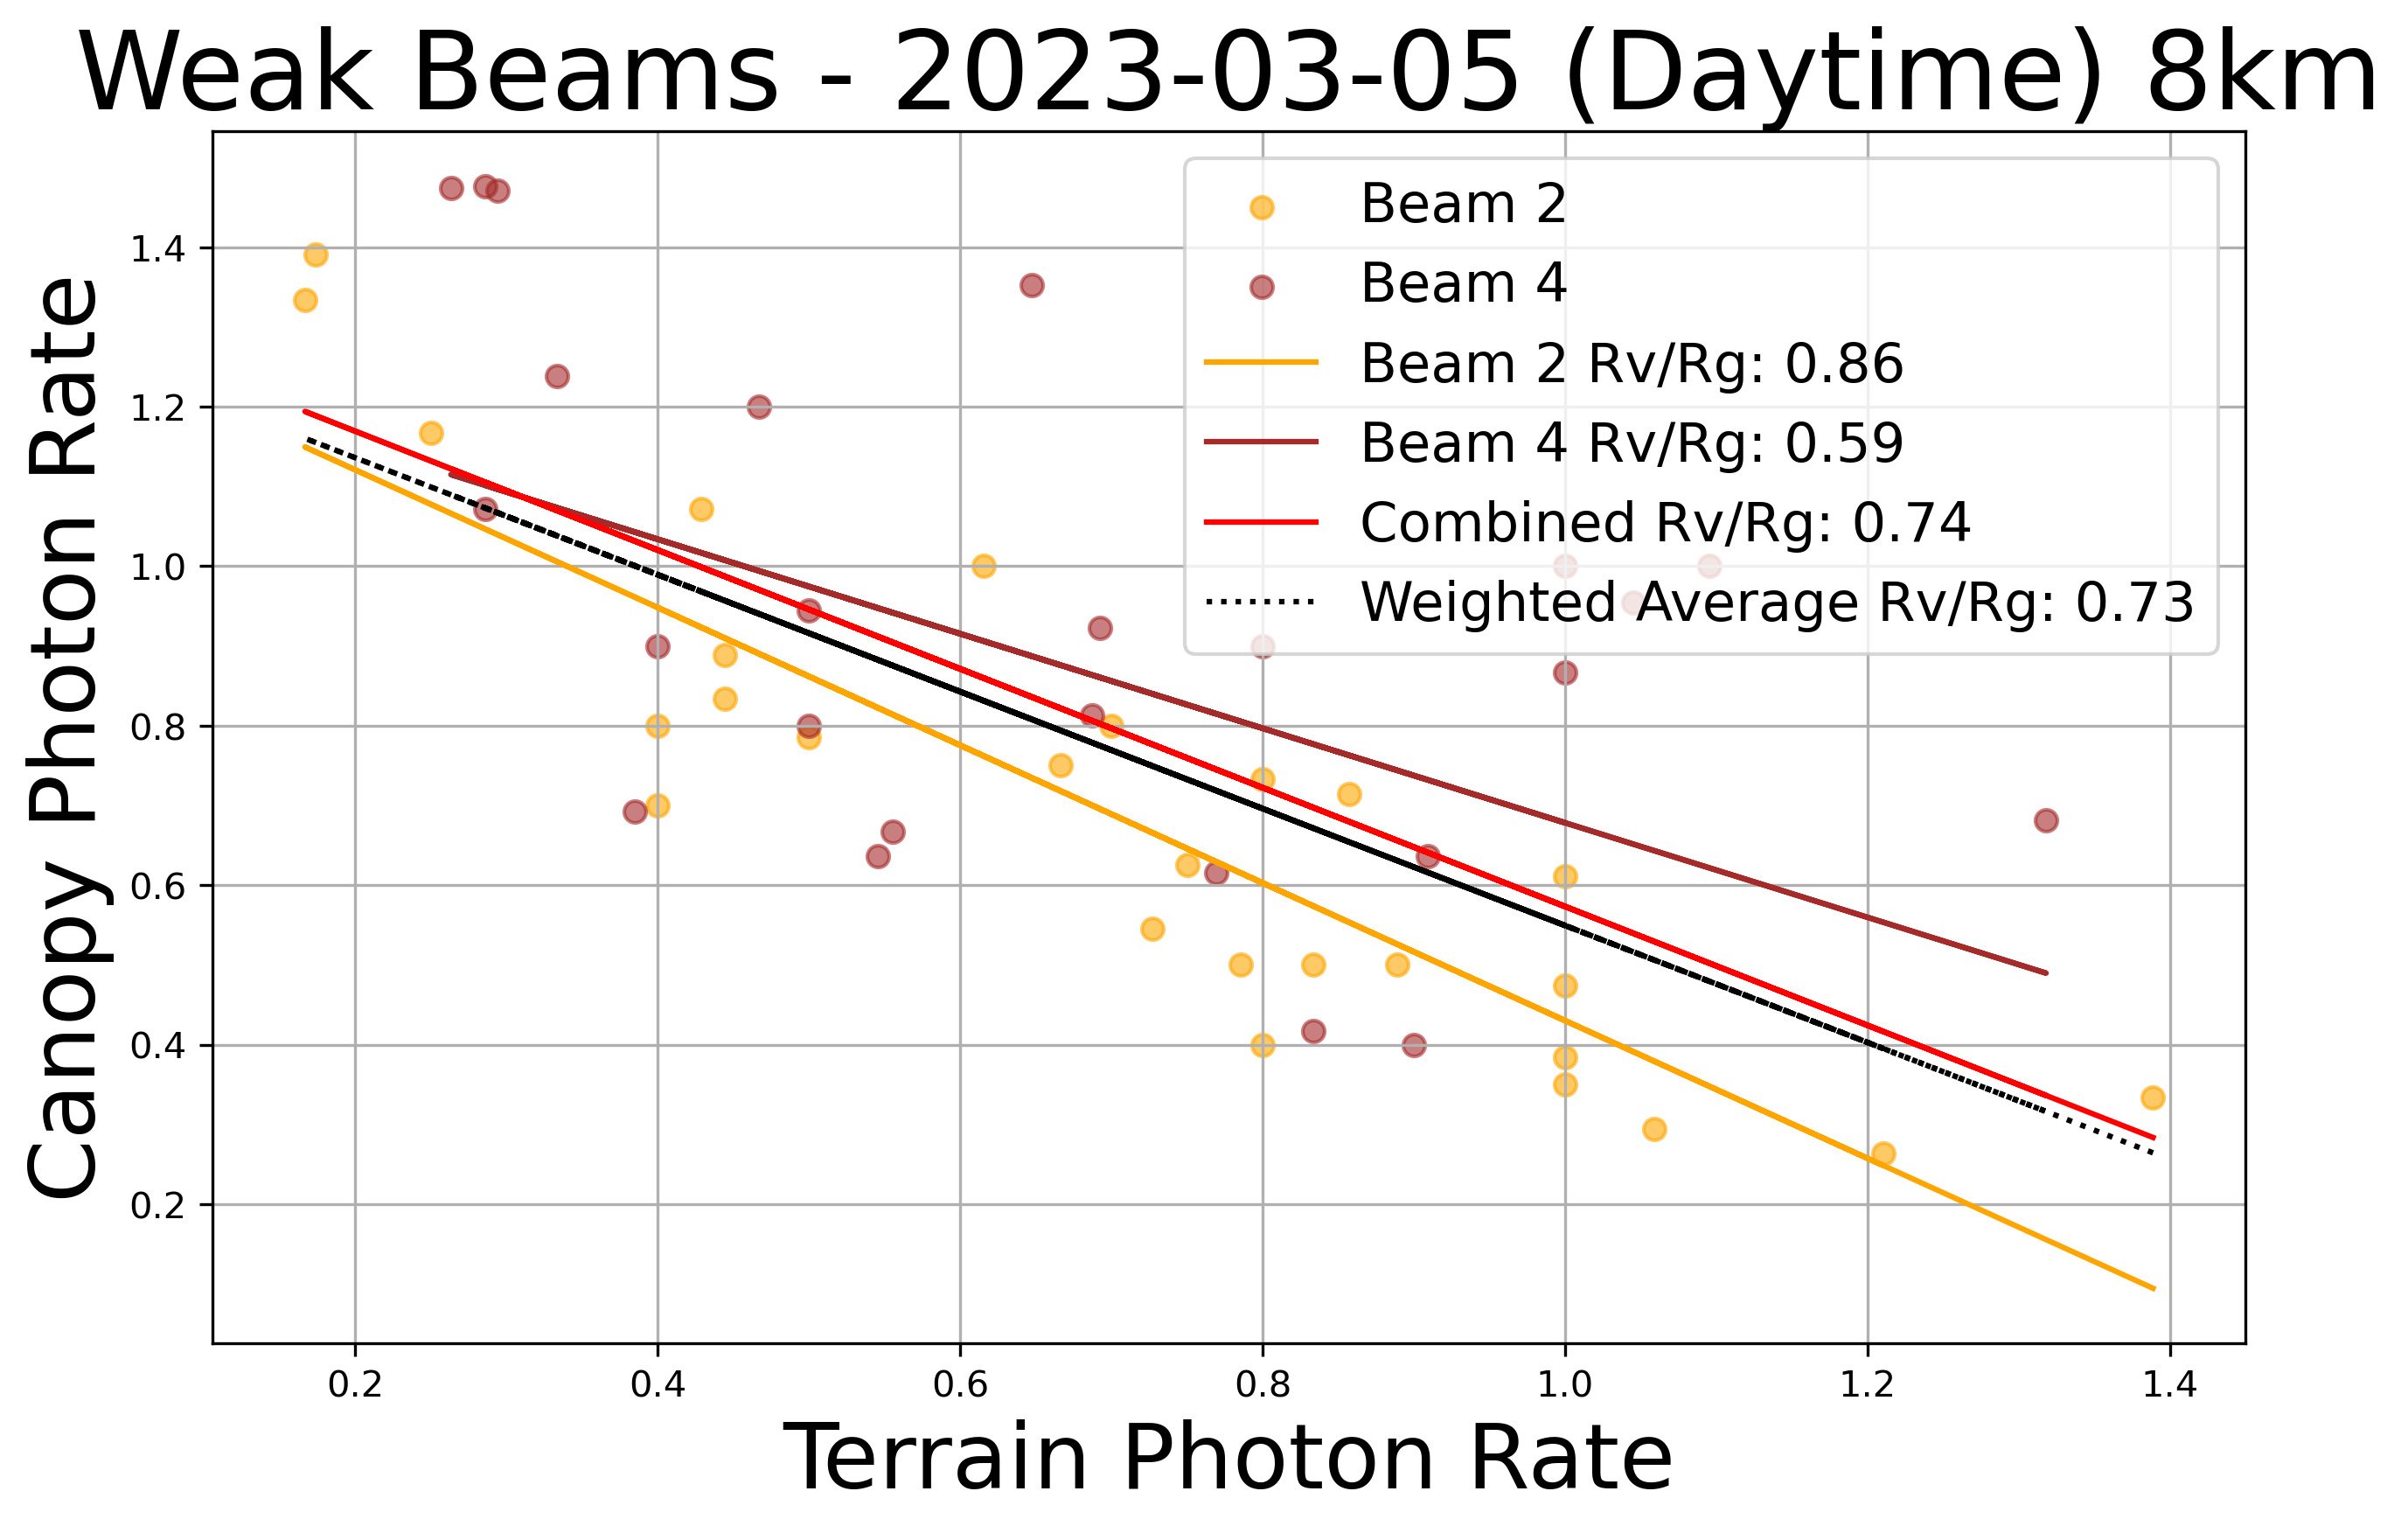 Weak Beams - 2023-03-05 (Daytime) 8km
Canopy Photon Rate
1.4
1.2
1.0
0.8
0.6
0.4
0.2
Beam 2
Beam 4
Beam 2 Rv/Rg: 0.86
Beam 4 Rv/Rg: 0.59
Combined Rv/Rg: 0.74
Weighted Average Rv/Rg: 0.73
0.2 0.4 0.6 0.8 1.0 1.2 1.4
Terrain Photon Rate